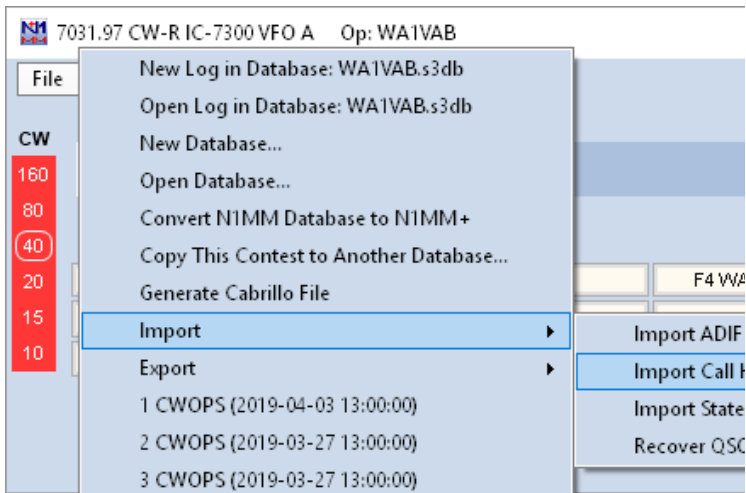 N1MM 7031.97 CW-R IC-7300 VFO A Op: WA1VAB
File
New Log in Database: WA1VAB.s3db
Open Log in Database: WA1VAB.s3db
New Database...
Open Database...
Convert N1MM Database to N1MM+
Copy This Contest to Another Database...
Generate Cabrillo File
Import
Export
1 CWOPS (2019-04-03 13:00:00)
2 CWOPS (2019-03-27 13:00:00)
3 CWOPS (2019-03-27 13:00:00)
CW
160
80
40
20
15
10
F4 WA
Import ADIF
Import Call
Import State
Recover QSO